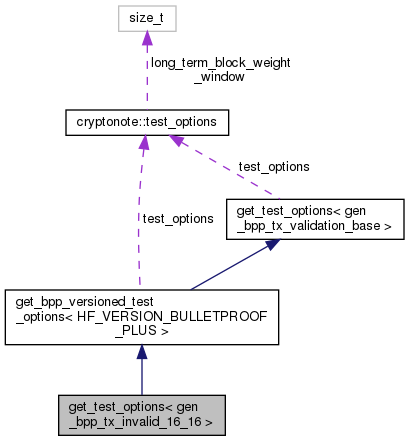 size_t
long_term_block_weight
_window
cryptonote::test_options
test_options
test_options
get_test_options< gen
_bpp_tx_validation_base >
get_bpp_versioned_test
_options< HF_VERSION_BULLETPROOF
_PLUS >
get_test_options< gen
_bpp_tx_invalid_16_16 >